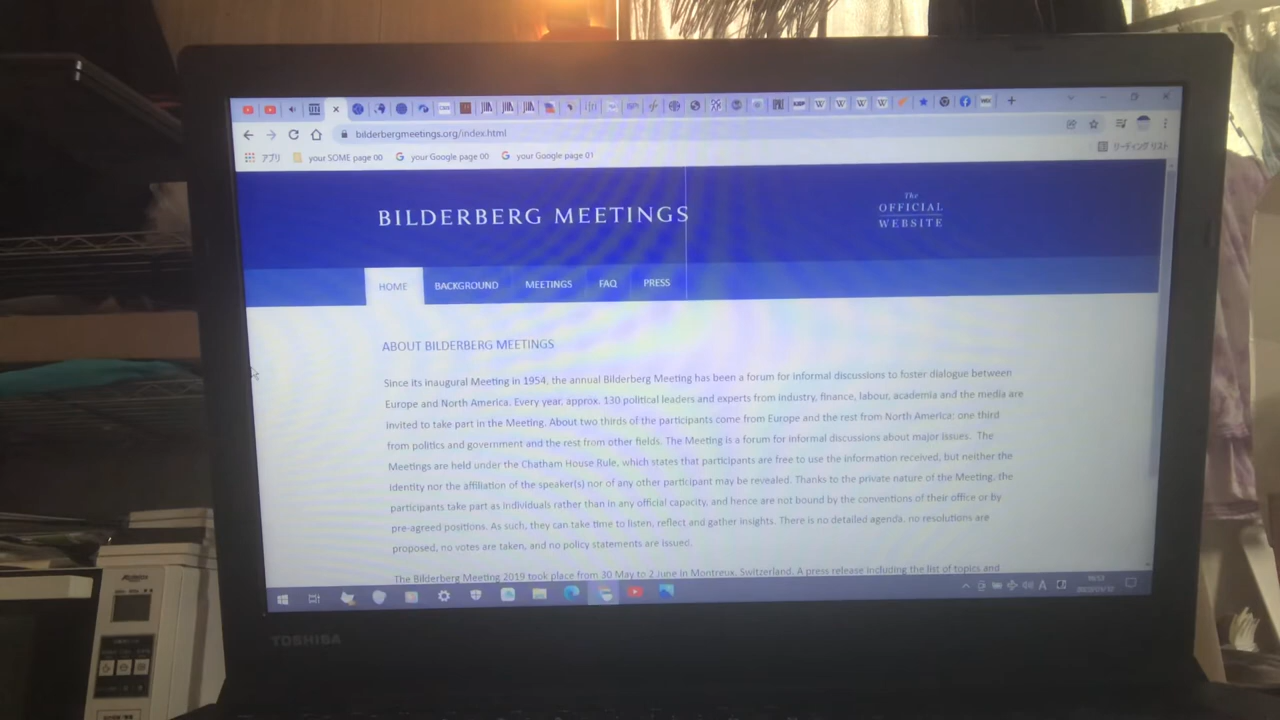 bilderbergmeetings.org/index.html
アプリ your SOME page 00 your Google page 00 your Google page 01 リーディング リスト
BILDERBERG MEETINGS
The
OFFICIAL
WEBSITE
HOME BACKGROUND MEETINGS FAQ PRESS
ABOUT BILDERBERG MEETINGS
Since its inaugural Meeting in 1954, the annual Bilderberg Meeting has been a forum for informal discussions to foster dialogue between
Europe and North America. Every year, approx. 130 political leaders and experts from industry, finance, labour, academia and the media are
invited to take part in the Meeting. About two thirds of the participants come from Europe and the rest from North America; one third
from politics and government and the rest from other fields. The Meeting is a forum for informal discussions about major issues. The
Meetings are held under the Chatham House Rule, which states that participants are free to use the information received, but neither the
identity nor the affiliation of the speaker(s) nor of any other participant may be revealed. Thanks to the private nature of the Meeting, the
participants take part as individuals rather than in any official capacity, and hence are not bound by the conventions of their office or by
pre-agreed positions. As such, they can take time to listen, reflect and gather insights. There is no detailed agenda, no resolutions are
proposed, no votes are taken, and no policy statements are issued.
The Bilderberg Meeting 2019 took place from 30 May to 2 June in Montreux, Switzerland. A press release including the list of topics and
A
TOSHIBA